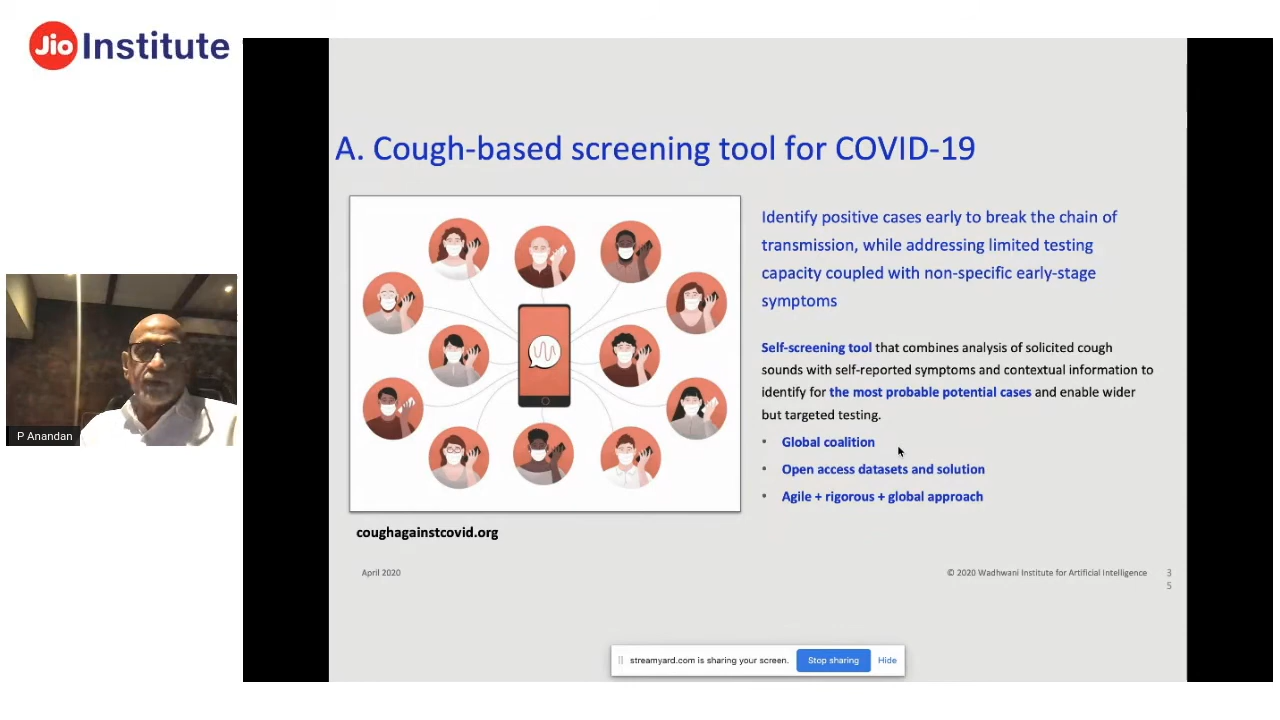 Jio Institute
A. Cough-based screening tool for COVID-19
Identify positive cases early to break the chain of
transmission, while addressing limited testing
capacity coupled with non-specific early-stage
symptoms
Self-screening tool that combines analysis of solicited cough
sounds with self-reported symptoms and contextual information to
identify for the most probable potential cases and enable wider
but targeted testing.
• Global coalition
• Open access datasets and solution
• Agile + rigorous + global approach
coughagainstcovid.org
April 2020
© 2020 Wadhwani Institute for Artificial Intelligence
3
5
P Anandan
streamyard.com is sharing your screen. Stop sharing Hide